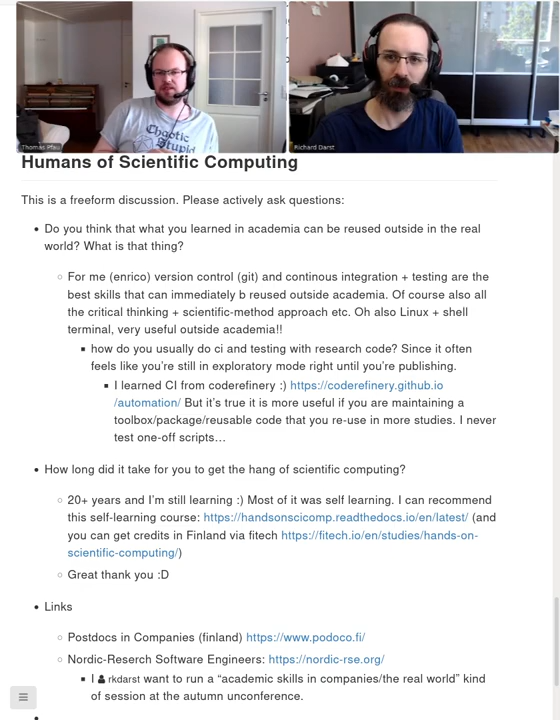 Chaotic
Stupid
Thomas Pfau
Richard Darst
Humans of Scientific Computing
This is a freeform discussion. Please actively ask questions:
• Do you think that what you learned in academia can be reused outside in the real
world? What is that thing?
◦ For me (enrico) version control (git) and continous integration + testing are the
best skills that can immediately b reused outside academia. Of course also all
the critical thinking + scientific-method approach etc. Oh also Linux + shell
terminal, very useful outside academia!!
▪ how do you usually do ci and testing with research code? Since it often
feels like you’re still in exploratory mode right until you’re publishing.
▪ I learned CI from coderefinery :) https://coderefinery.github.io
/automation/ But it’s true it is more useful if you are maintaining a
toolbox/package/reusable code that you re-use in more studies. I never
test one-off scripts…
• How long did it take for you to get the hang of scientific computing?
◦ 20+ years and I’m still learning :) Most of it was self learning. I can recommend
this self-learning course: https://handsonscicomp.readthedocs.io/en/latest/ (and
you can get credits in Finland via fitech https://fitech.io/en/studies/hands-on-
scientific-computing/)
◦ Great thank you :D
• Links
◦ Postdocs in Companies (finland) https://www.podoco.fi/
◦ Nordic-Reserch Software Engineers: https://nordic-rse.org/
▪ I rkdarst want to run a “academic skills in companies/the real world” kind
of session at the autumn unconference.